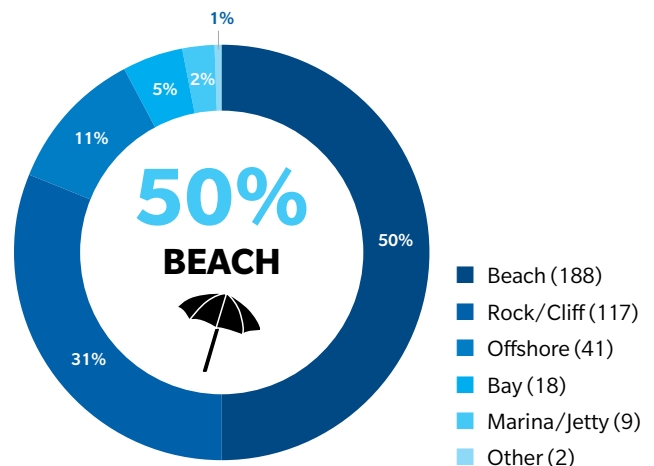 1%
2%
5%
11%
50%
BEACH
50%
31%
Beach (188)
Rock/Cliff (117)
Offshore (41)
Bay (18)
Marina/Jetty (9)
Other (2)